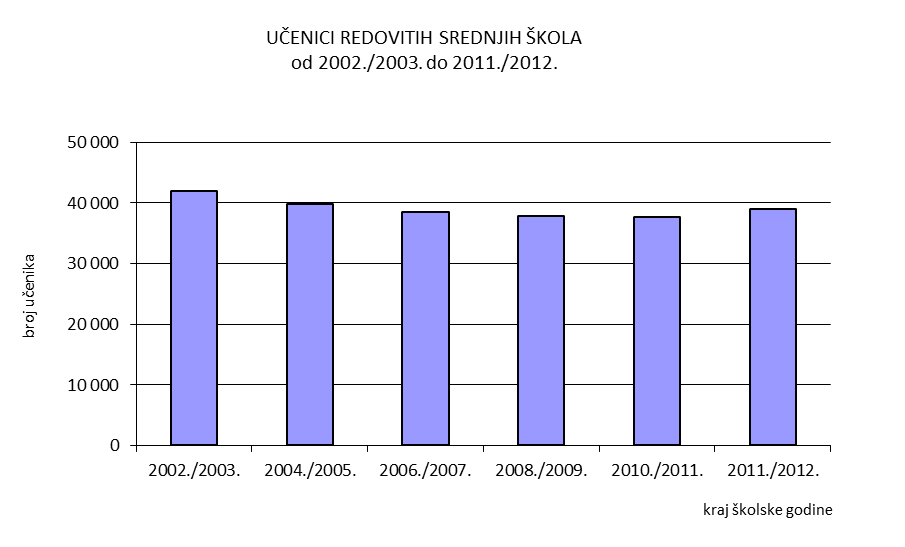 UČENICI REDOVITIH SREDNJIH ŠKOLA
od 2002./2003. do 2011./2012.
50 000
40 000
30 000
20 000
10 000
0
broj učenika
2002./2003. 2004./2005. 2006./2007. 2008./2009. 2010./2011. 2011./2012.
kraj školske godine